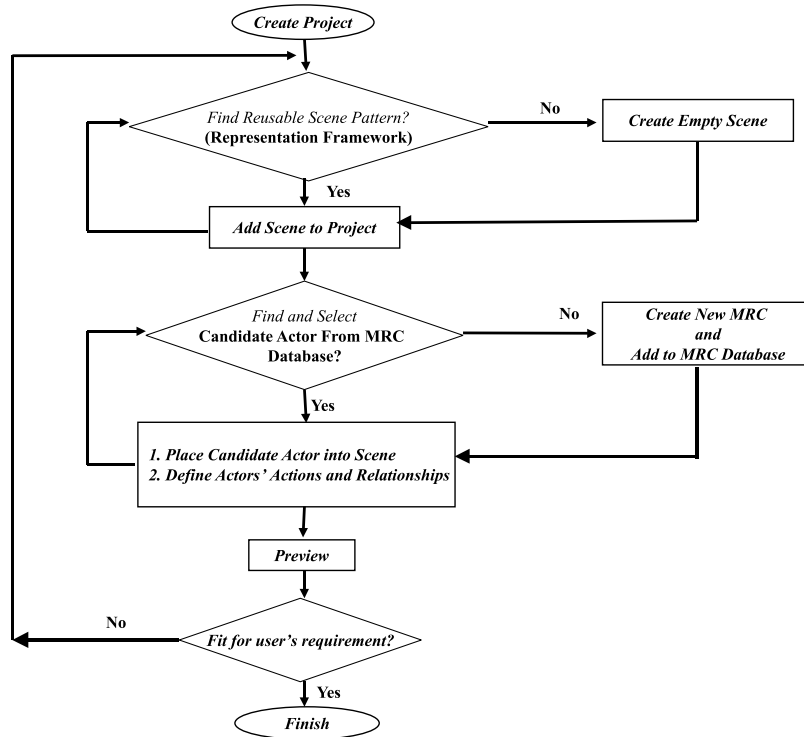 Create Project
Find Reusable Scene Pattern?
(Representation Framework)
No
Create Empty Scene
Yes
Add Scene to Project
Find and Select
Candidate Actor From MRC
Database?
No
Create New MRC
and
Add to MRC Database
Yes
1. Place Candidate Actor into Scene
2. Define Actors' Actions and Relationships
Preview
Fit for user's requirement?
No
Yes
Finish